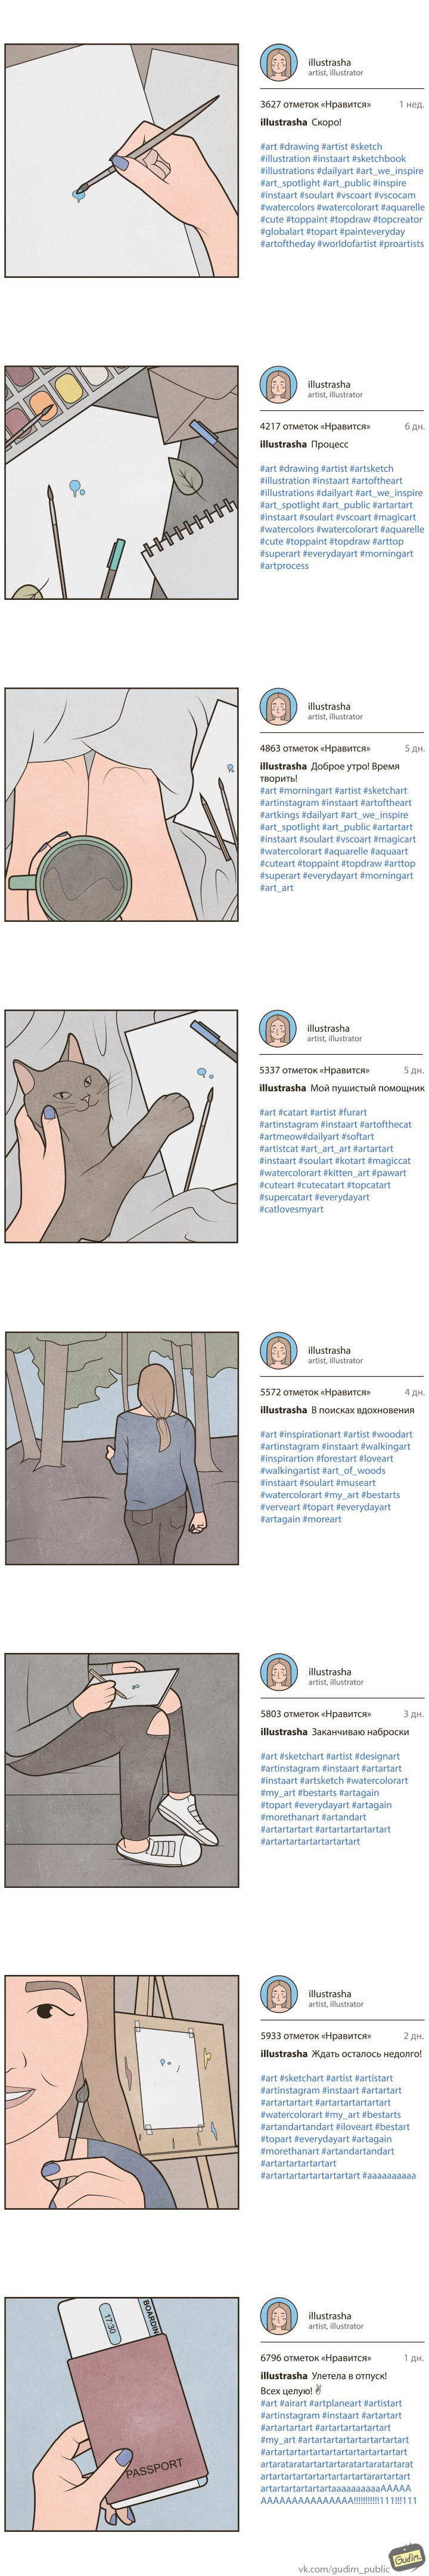 illustrasha
artist, illustrator
3627 отметок «Нравится» 1 нед.
illustrasha Скоро!
#art #drawing #artist #sketch
#illustration #instaart #sketchbook
#illustrations #dailyart #art_we_inspire
#art_spotlight #art_public #inspire
#instaart #soulart #vscoart #vscocam
#watercolors #watercolorart #aquarelle
#cute #toppaint #topdraw #topcreator
#globalart #topart #painteveryday
#artoftheday #worldofartist #proartists
illustrasha
artist, illustrator
4217 отметок «Нравится» 6 дн.
illustrasha Процесс
#art #drawing #artist #artsketch
#illustration #instaart #artoftheart
#illustrations #dailyart #art_we_inspire
#art_spotlight #art_public #artartart
#instaart #soulart #vscoart #magicart
#watercolors #watercolorart #aquarelle
#cute #toppaint #topdraw #arttop
#superart #everydayart #morningart
#artprocess
illustrasha
artist, illustrator
4863 отметок «Нравится» 5 дн.
illustrasha Доброе утро! Время
творить!
#art #morningart #artist #sketchart
#artinstagram #instaart #artoftheart
#artkings #dailyart #art_we_inspire
#art_spotlight #art_public #artartart
#instaart #soulart #vscoart #magicart
#watercolorart #aquarelle #aquaart
#cuteart #toppaint #topdraw #arttop
#superart #everydayart #morningart
#art_art
illustrasha
artist, illustrator
5337 отметок «Нравится» 5 дн.
illustrasha Мой пушистый помощник
#art #catart #artist #furart
#artinstagram #instaart #artofthecat
#artmeow#dailyart #softart
#artistcat #art_art_art #artartart
#instaart #soulart #kotart #magiccat
#watercolorart #kitten_art #pawart
#cuteart #cutecatart #topcatart
#supercatart #everydayart
#catlovesmyart
illustrasha
artist, illustrator
5572 отметок «Нравится» 4 дн.
illustrasha В поисках вдохновения
#art #inspirationart #artist #woodart
#artinstagram #instaart #walkingart
#inspirartion #forestart #loveart
#walkingartist #art_of_woods
#instaart #soulart #museart
#watercolorart #my_art #bestarts
#verveart #topart #everydayart
#artagain #moreart
illustrasha
artist, illustrator
5803 отметок «Нравится» 3 дн.
illustrasha Заканчиваю наброски
#art #sketchart #artist #designart
#artinstagram #instaart #artartart
#instaart #artsketch #watercolorart
#my_art #bestarts #artagain
#topart #everydayart #artagain
#morethanart #artandart
#artartartart #artartartartartart
#artartartartartartartart
illustrasha
artist, illustrator
5933 отметок «Нравится» 2 дн.
illustrasha Ждать осталось недолго!
#art #sketchart #artist #artistart
#artinstagram #instaart #artartart
#artartartart #artartartartartart
#watercolorart #my_art #bestarts
#artandartandart #iloveart #bestart
#topart #everydayart #artagain
#morethanart #artandartandart
#artartartartartart
#artartartartartartartart #aaaaaaaaaa
17:30
BOARDIN
PASSPORT
illustrasha
artist, illustrator
6796 отметок «Нравится» 1 дн.
illustrasha Улетела в отпуск!
Всех целую! ✌
#art #airart #artplaneart #artistart
#artinstagram #instaart #artartart
#artartartart #artartartartartart
#my_art #artartartartartartartartart
vk.com/gudim_public
Gudim